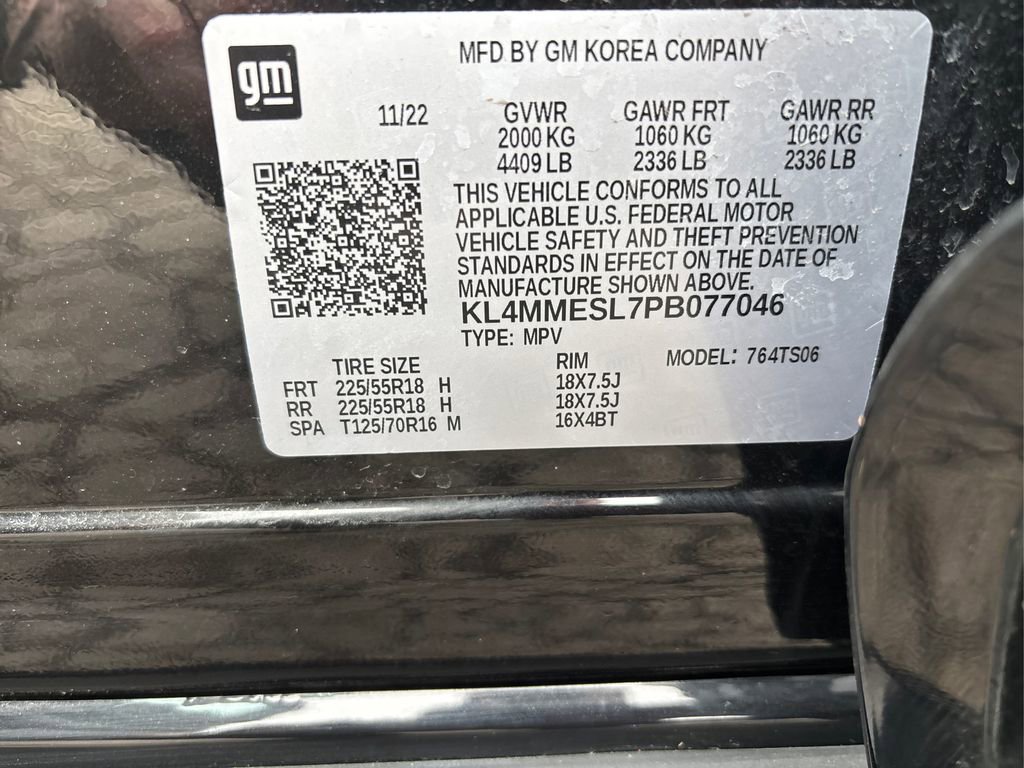 gm
MFD BY GM KOREA COMPANY
11/22 GVWR GAWR FRT GAWR RR
2000 KG 1060 KG 1060 KG
4409 LB 2336 LB 2336 LB
THIS VEHICLE CONFORMS TO ALL
APPLICABLE U.S. FEDERAL MOTOR
VEHICLE SAFETY AND THEFT PREVENTION
STANDARDS IN EFFECT ON THE DATE OF
MANUFACTURE SHOWN ABOVE.
KL4MMESL7PB077046
TYPE: MPV
TIRE SIZE RIM MODEL: 764TS06
FRT 225/55R18 H 18X7.5J
RR 225/55R18 H 18X7.5J
SPA T125/70R16 M 16X4BT